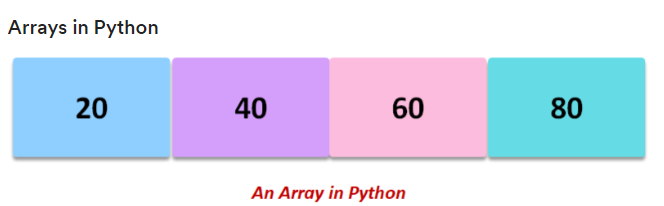 Arrays in Python
20 40 60 80
An Array in Python